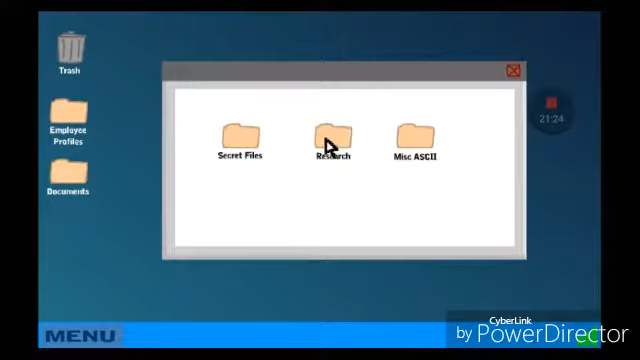 Trash
Employee
Profiles
Documents
Secret Files
Research
Misc ASCII
21:24
MENU
CyberLink
by PowerDirector